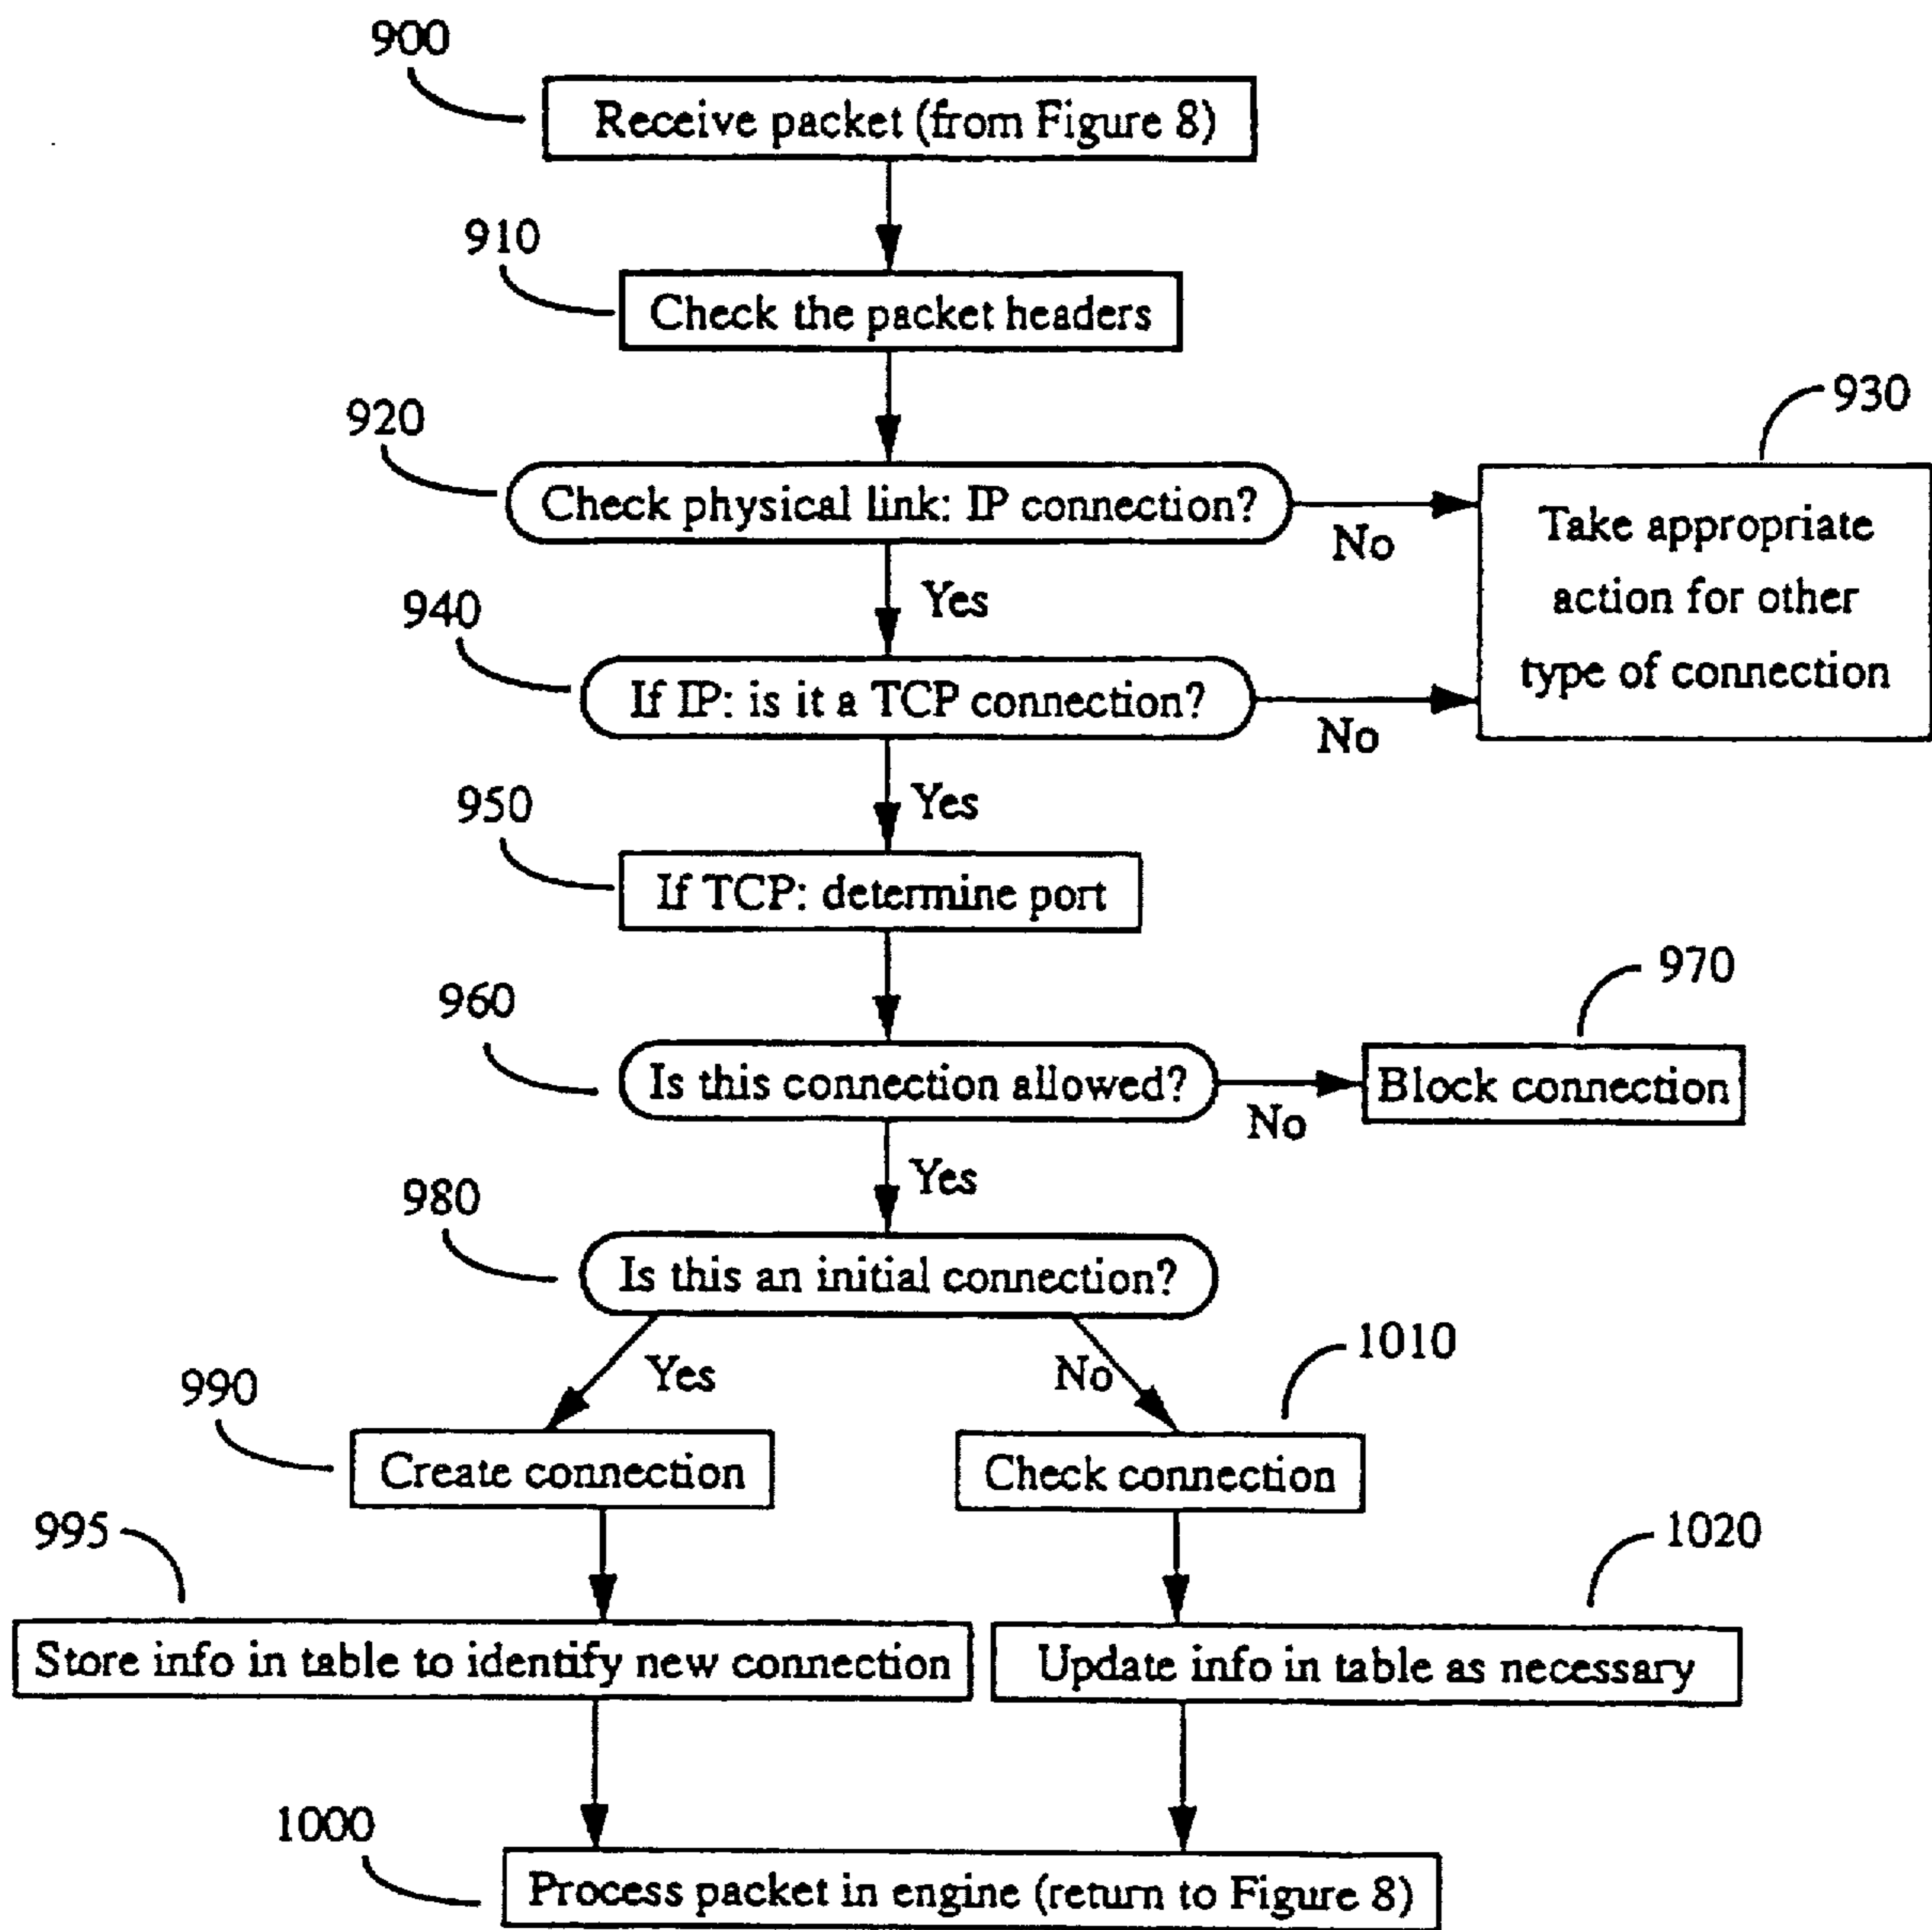 900
Receive packet (from Figure 8)
910
Check the packet headers
920
Check physical link: IP connection?
No
930
Take appropriate
action for other
type of connection
Yes
940
If IP: is it a TCP connection?
No
Yes
950
If TCP: determine port
960
Is this connection allowed?
No
970
Block connection
Yes
980
Is this an initial connection?
Yes
No
990
Create connection
1010
Check connection
995
Store info in table to identify new connection
1020
Update info in table as necessary
1000
Process packet in engine (return to Figure 8)